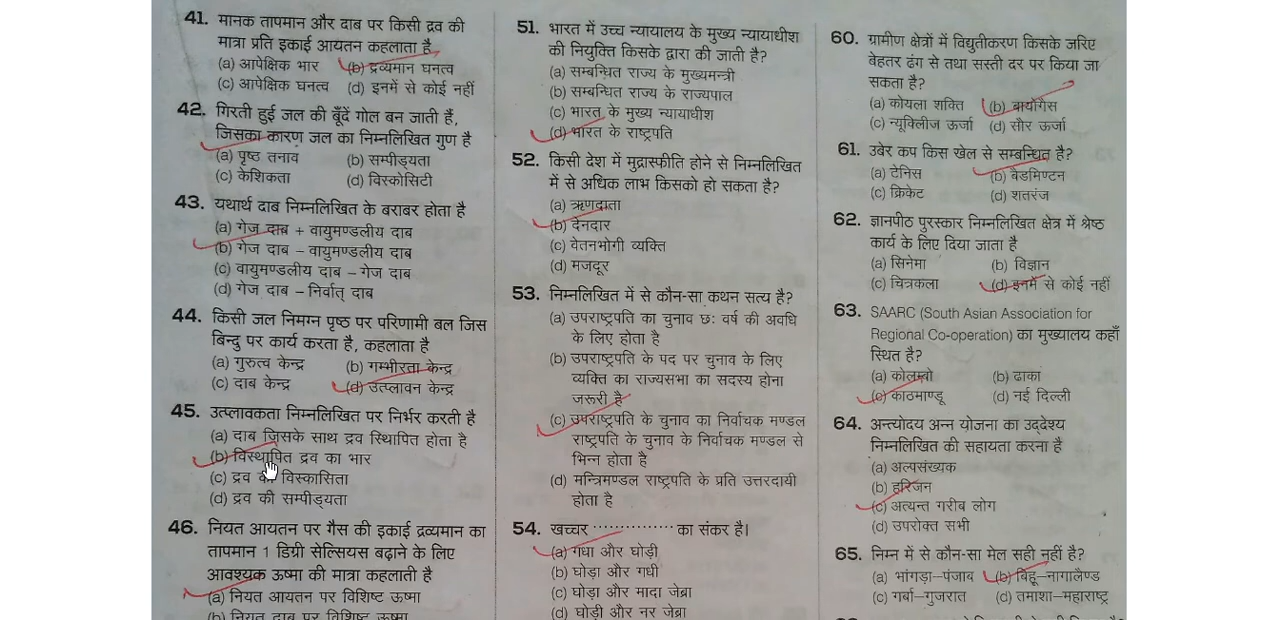 41. मानक तापमान और दाब पर किसी द्रव की
मात्रा प्रति इकाई आयतन कहलाता है
(a) आपेक्षिक भार (b) द्रव्यमान घनत्व
(c) आपेक्षिक घनत्व (d) इनमें से कोई नहीं
42. गिरती हुई जल की बूँदें गोल बन जाती हैं,
जिसका कारण जल का निम्नलिखित गुण है
(a) पृष्ठ तनाव (b) सम्पीड्यता
(c) केशिकता (d) विस्कोसिटी
43. यथार्थ दाब निम्नलिखित के बराबर होता है
(a) गेज दाब + वायुमण्डलीय दाब
(b) गेज दाब – वायुमण्डलीय दाब
(c) वायुमण्डलीय दाब – गेज दाब
(d) गेज दाब – निर्वात् दाब
44. किसी जल निमग्न पृष्ठ पर परिणामी बल जिस
बिन्दु पर कार्य करता है, कहलाता है
(a) गुरुत्व केन्द्र (b) गम्भीरता केन्द्र
(c) दाब केन्द्र (d) उत्प्लावन केन्द्र
45. उत्प्लावकता निम्नलिखित पर निर्भर करती है
(a) दाब जिसके साथ द्रव स्थिापित होता है
(b) विस्थापित द्रव का भार
(c) द्रव की विस्कासिता
(d) द्रव की सम्पीड्यता
46. नियत आयतन पर गैस की इकाई द्रव्यमान का
तापमान 1 डिग्री सेल्सियस बढ़ाने के लिए
आवश्यक ऊष्मा की मात्रा कहलाती है
(a) नियत आयतन पर विशिष्ट ऊष्मा
(b) नियत दाब पर विशिष्ट ऊष्मा
51. भारत में उच्च न्यायालय के मुख्य न्यायाधीश
की नियुक्ति किसके द्वारा की जाती है?
(a) सम्बन्धित राज्य के मुख्यमन्त्री
(b) सम्बन्धित राज्य के राज्यपाल
(c) भारत के मुख्य न्यायाधीश
(d) भारत के राष्ट्रपति
52. किसी देश में मुद्रास्फीति होने से निम्नलिखित
में से अधिक लाभ किसको हो सकता है?
(a) ऋणदाता
(b) देनदार
(c) वेतनभोगी व्यक्ति
(d) मजदूर
53. निम्नलिखित में से कौन-सा कथन सत्य है?
(a) उपराष्ट्रपति का चुनाव छः वर्ष की अवधि
के लिए होता है
(b) उपराष्ट्रपति के पद पर चुनाव के लिए
व्यक्ति का राज्यसभा का सदस्य होना
जरूरी है
(c) उपराष्ट्रपति के चुनाव का निर्वाचक मण्डल
राष्ट्रपति के चुनाव के निर्वाचक मण्डल से
भिन्न होता है
(d) मन्त्रिमण्डल राष्ट्रपति के प्रति उत्तरदायी
होता है
54. खच्चर ................ का संकर है।
(a) गधा और घोड़ी
(b) घोड़ा और गधी
(c) घोड़ा और मादा जेब्रा
(d) घोड़ी और नर जेब्रा
60. ग्रामीण क्षेत्रों में विद्युतीकरण किसके जरिए
बेहतर ढंग से तथा सस्ती दर पर किया जा
सकता है?
(a) कोयला शक्ति (b) बायोगैस
(c) न्यूक्लिज ऊर्जा (d) सौर ऊर्जा
61. उबेर कप किस खेल से सम्बन्धित है?
(a) टेनिस (b) बैडमिण्टन
(c) क्रिकेट (d) शतरंज
62. ज्ञानपीठ पुरस्कार निम्नलिखित क्षेत्र में श्रेष्ठ
कार्य के लिए दिया जाता है
(a) सिनेमा (b) विज्ञान
(c) चित्रकला (d) इनमें से कोई नहीं
63. SAARC (South Asian Association for
Regional Co-operation) का मुख्यालय कहाँ
स्थित है?
(a) कोलम्बो (b) ढाका
(c) काठमाण्डू (d) नई दिल्ली
64. अन्त्योदय अन्न योजना का उद्देश्य
निम्नलिखित की सहायता करना है
(a) अल्पसंख्यक
(b) हरिजन
(c) अत्यन्त गरीब लोग
(d) उपरोक्त सभी
65. निम्न में से कौन-सा मेल सही नहीं है?
(a) भांगड़ा–पंजाब (b) बिहू–नागालैण्ड
(c) गर्बा–गुजरात (d) तमाशा–महाराष्ट्र